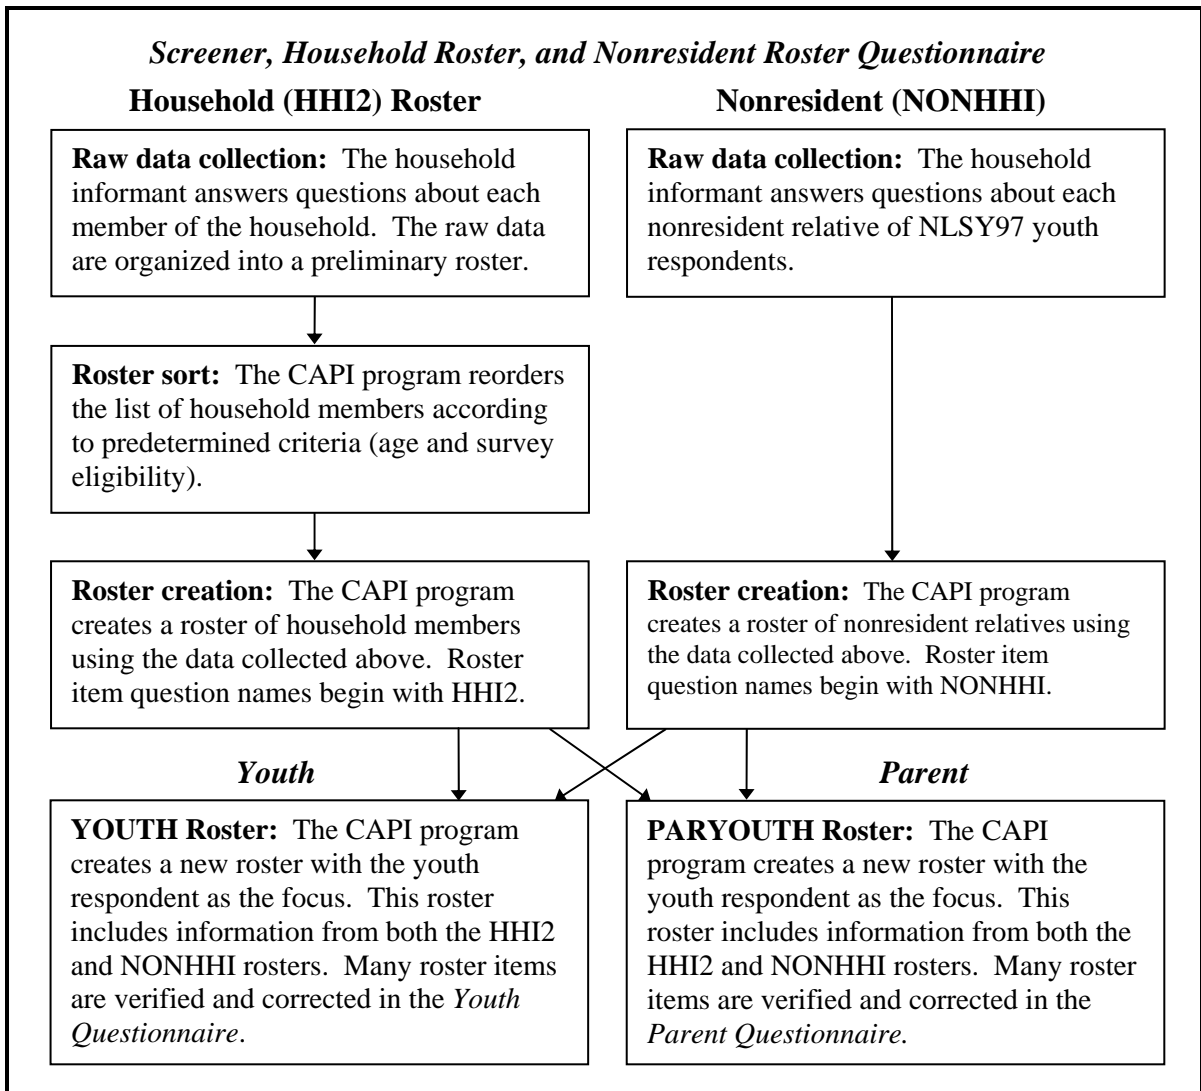 Screener, Household Roster, and Nonresident Roster Questionnaire
Household (HHI2) Roster
Nonresident (NONHHI)
Raw data collection: The household
informant answers questions about each
member of the household. The raw data
are organized into a preliminary roster.
Raw data collection: The household
informant answers questions about each
nonresident relative of NLSY97 youth
respondents.
Roster sort: The CAPI program reorders
the list of household members according
to predetermined criteria (age and survey
eligibility).
Roster creation: The CAPI program
creates a roster of household members
using the data collected above. Roster
item question names begin with HHI2.
Roster creation: The CAPI program
creates a roster of nonresident relatives using
the data collected above. Roster item
question names begin with NONHHI.
Youth
Parent
YOUTH Roster: The CAPI program
creates a new roster with the youth
respondent as the focus. This roster
includes information from both the HHI2
and NONHHI rosters. Many roster items
are verified and corrected in the Youth
Questionnaire.
PARYOUTH Roster: The CAPI
program creates a new roster with the
youth respondent as the focus. This
roster includes information from both the
HHI2 and NONHHI rosters. Many roster
items are verified and corrected in the
Parent Questionnaire.